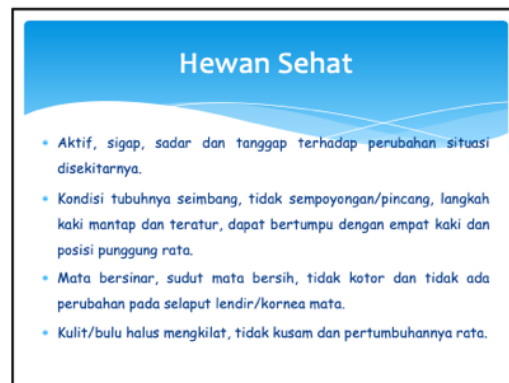 Hewan Sehat
* Aktif, sigap, sadar dan tanggap terhadap perubahan situasi
disekitarnya.
* Kondisi tubuhnya seimbang, tidak sempoyongan/pincang, langkah
kaki mantap dan teratur, dapat bertumpu dengan empat kaki dan
posisi punggung rata.
* Mata bersinar, sudut mata bersih, tidak kotor dan tidak ada
perubahan pada selaput lendir/kornea mata.
* Kulit/bulu halus mengkilat, tidak kusam dan pertumbuhannya rata.